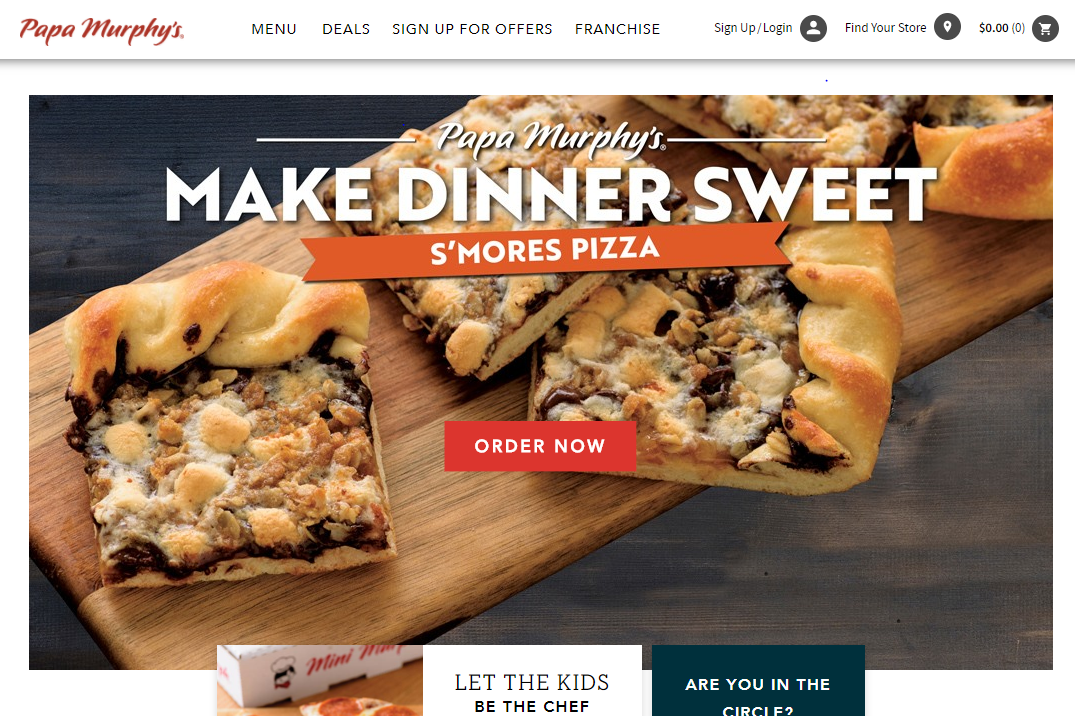 Papa Murphy's®
MENU
DEALS
SIGN UP FOR OFFERS
FRANCHISE
Sign Up/Login
Find Your Store
$0.00 (0)
Papa Murphy's®
MAKE DINNER SWEET
S'MORES PIZZA
ORDER NOW
Mini Mur
LET THE KIDS
BE THE CHEF
ARE YOU IN THE
CIRCLE?